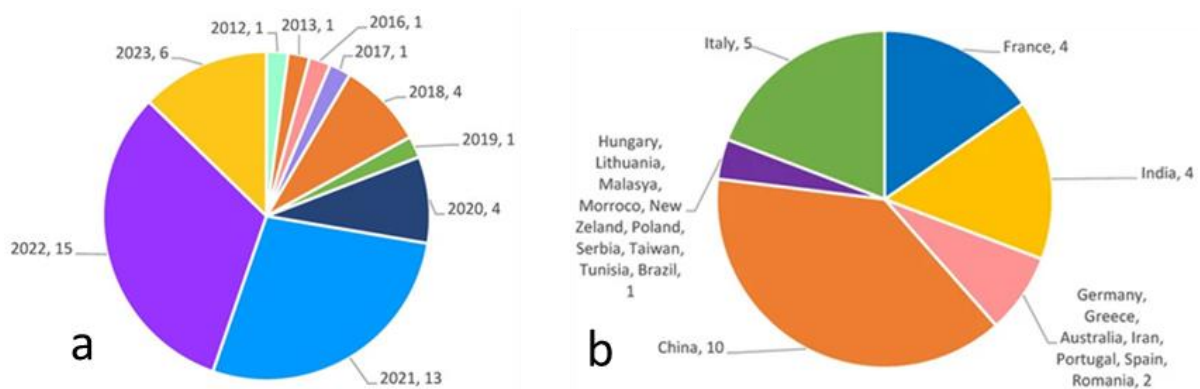 2012, 1
2013, 1
2016, 1
2017, 1
2018, 4
2019, 1
2020, 4
2021, 13
2022, 15
2023, 6
a
Italy, 5
France, 4
India, 4
Germany,
Greece,
Australia, Iran,
Portugal, Spain,
Romania, 2
China, 10
Hungary,
Lithuania,
Malasya,
Morroco, New
Zeland, Poland,
Serbia, Taiwan,
Tunisia, Brazil,
1
b